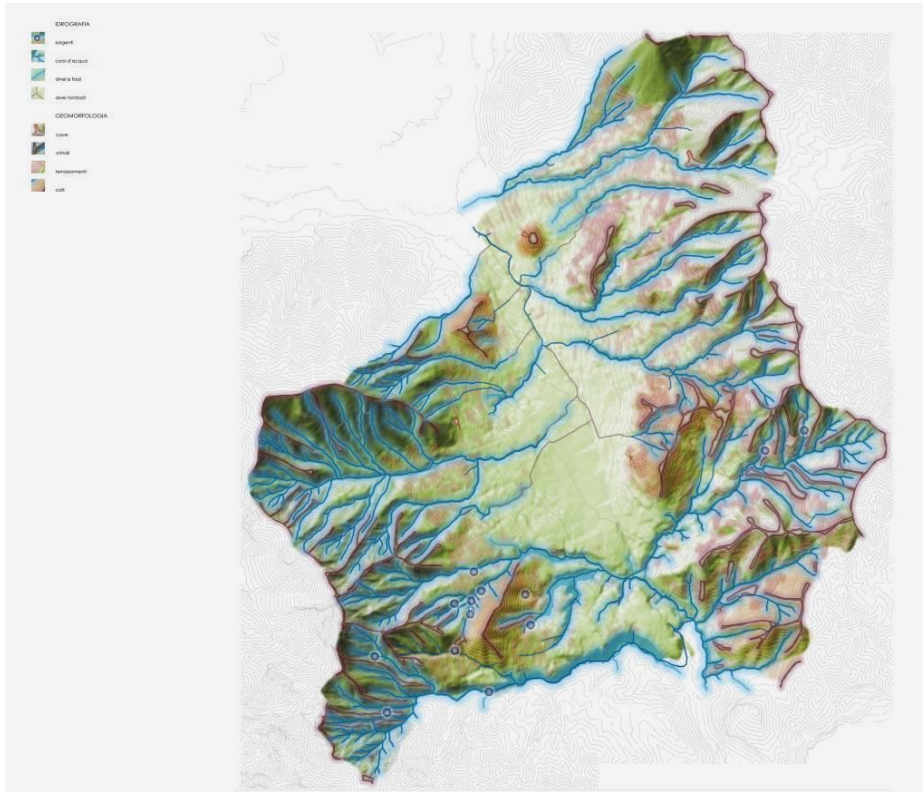 IDROGRAFIA
sorgenti
corsi d'acqua
alvei e fossi
alvei tombati
GEOMORFOLOGIA
cave
crinali
terrazzamenti
colli